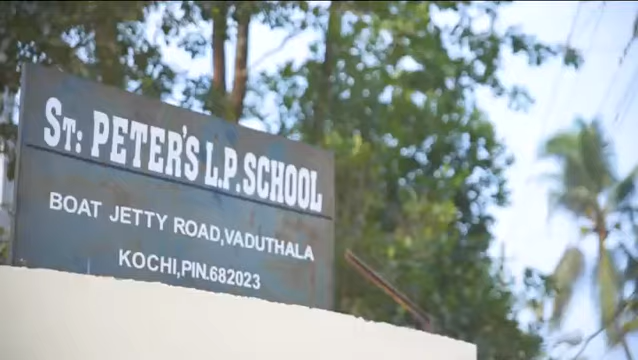 ST: PETER'S L.P. SCHOOL
BOAT JETTY ROAD,VADUTHALA
KOCHI,PIN.682023